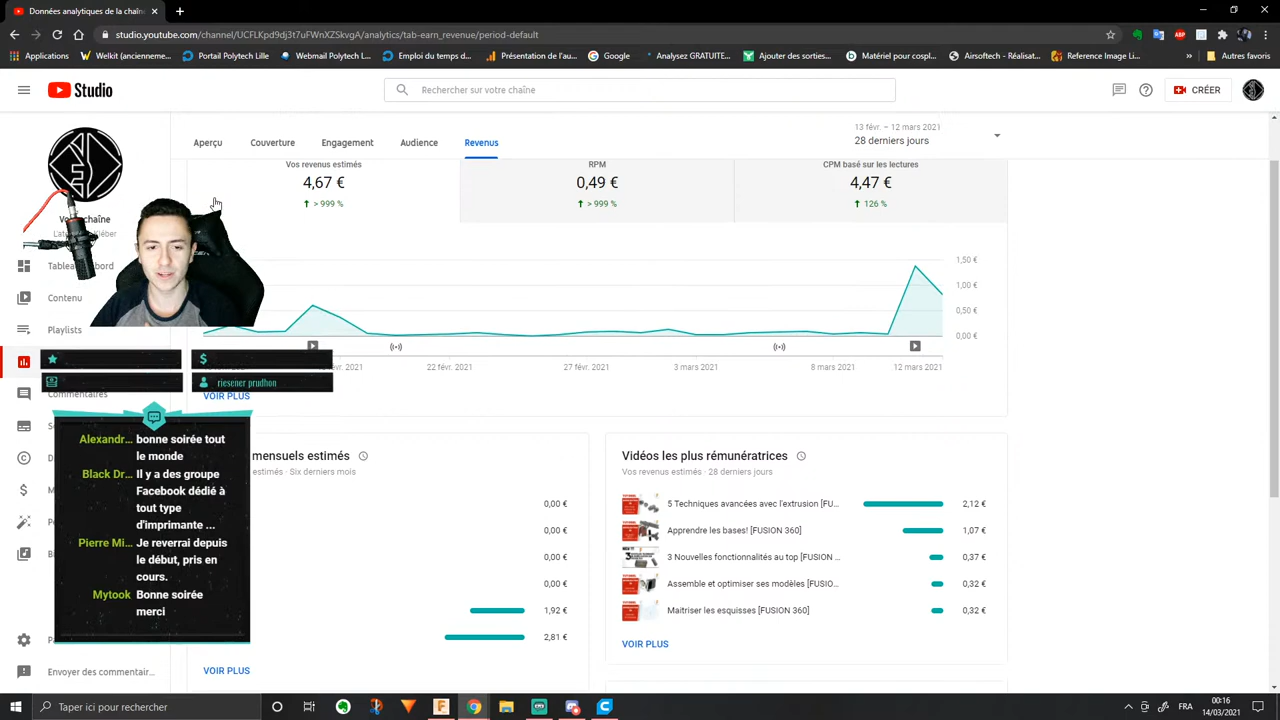 Données analytiques de la chaîne
studio.youtube.com/channel/UCFLKpd9dj3t7uFWnXZSkvgA/analytics/tab-earn_revenue/period-default
Applications
Welkit (ancienneme...
Portail Polytech Lille
Réalmail Polytech
Emploi du temps...
Google
Analysez GRATUITE...
Ajouter des sorties...
Matériel pour cospl...
Airsoftech
Reference Image Li...
»
Autres favoris
Studio
Rechercher sur votre chaîne
CRÉER
Aperçu
Couverture
Engagement
Audience
Revenus
13 févr. – 12 mars 2021
28 derniers jours
Vos revenus estimés
4,67 €
> 999 %
RPM
0,49 €
> 999 %
CPM basé sur les lectures
4,47 €
126 %
Contenu
Playlists
Commentaires
1,50 €
1,00 €
0,50 €
0,00 €
22 févr. 2021
27 févr. 2021
3 mars 2021
8 mars 2021
12 mars 2021
riesener prudhon
VOIR PLUS
Alexandr... bonne soirée tout
le monde
Black Dr... Il y a des groupe
Facebook dédié à
tout type
d'imprimante ...
Pierre Mi... Je reverrai depuis
le début, pris en
cours.
Mytook Bonne soirée
merci
mensuels estimés
estimés · Six derniers mois
0,00 €
0,00 €
0,00 €
0,00 €
1,92 €
2,81 €
VOIR PLUS
Vidéos les plus rémunératrices
Vos revenus estimés · 28 derniers jours
5 Techniques avancées avec l'extrusion [FU...
2,12 €
Apprendre les bases! [FUSION 360]
1,07 €
3 Nouvelles fonctionnalités au top [FUSION ...
0,37 €
Assemble et optimiser ses modèles [FUSIO...
0,32 €
Maitriser les esquisses [FUSION 360]
0,32 €
VOIR PLUS
Envoyer des commentair...
Taper ici pour rechercher
FRA
00:16
14/03/2021